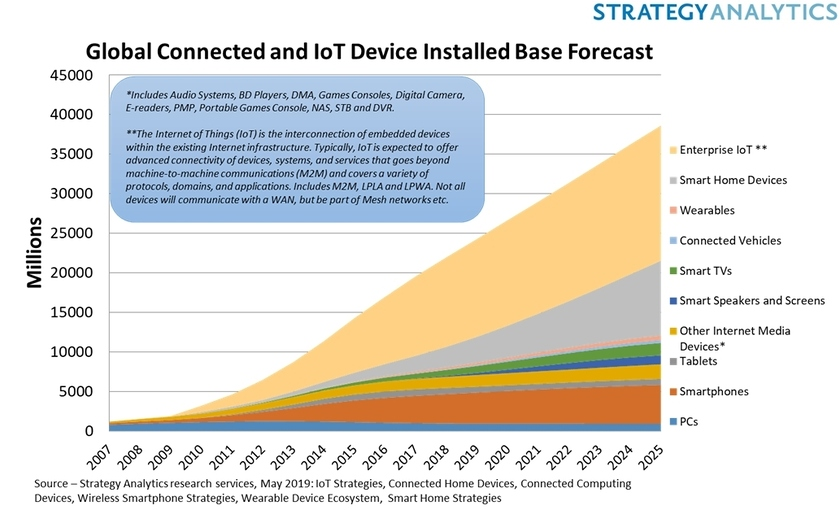 STRATEGYANALYTICS
Global Connected and IoT Device Installed Base Forecast
45000
40000
35000
30000
25000
20000
15000
10000
5000
0
Millions
*Includes Audio Systems, BD Players, DMA, Games Consoles, Digital Camera,
E-readers, PMP, Portable Games Console, NAS, STB and DVR.
**The Internet of Things (IoT) is the interconnection of embedded devices
within the existing Internet infrastructure. Typically, IoT is expected to offer
advanced connectivity of devices, systems, and services that goes beyond
machine-to-machine communications (M2M) and covers a variety of
protocols, domains, and applications. Includes M2M, LPLA and LPWA. Not all
devices will communicate with a WAN, but be part of Mesh networks etc.
Enterprise IoT **
Smart Home Devices
Wearables
Connected Vehicles
Smart TVs
Smart Speakers and Screens
Other Internet Media
Devices*
Tablets
Smartphones
PCs
2007
2008
2009
2010
2011
2012
2013
2014
2015
2016
2017
2018
2019
2020
2021
2022
2023
2024
2025
Source – Strategy Analytics research services, May 2019: IoT Strategies, Connected Home Devices, Connected Computing
Devices, Wireless Smartphone Strategies, Wearable Device Ecosystem, Smart Home Strategies